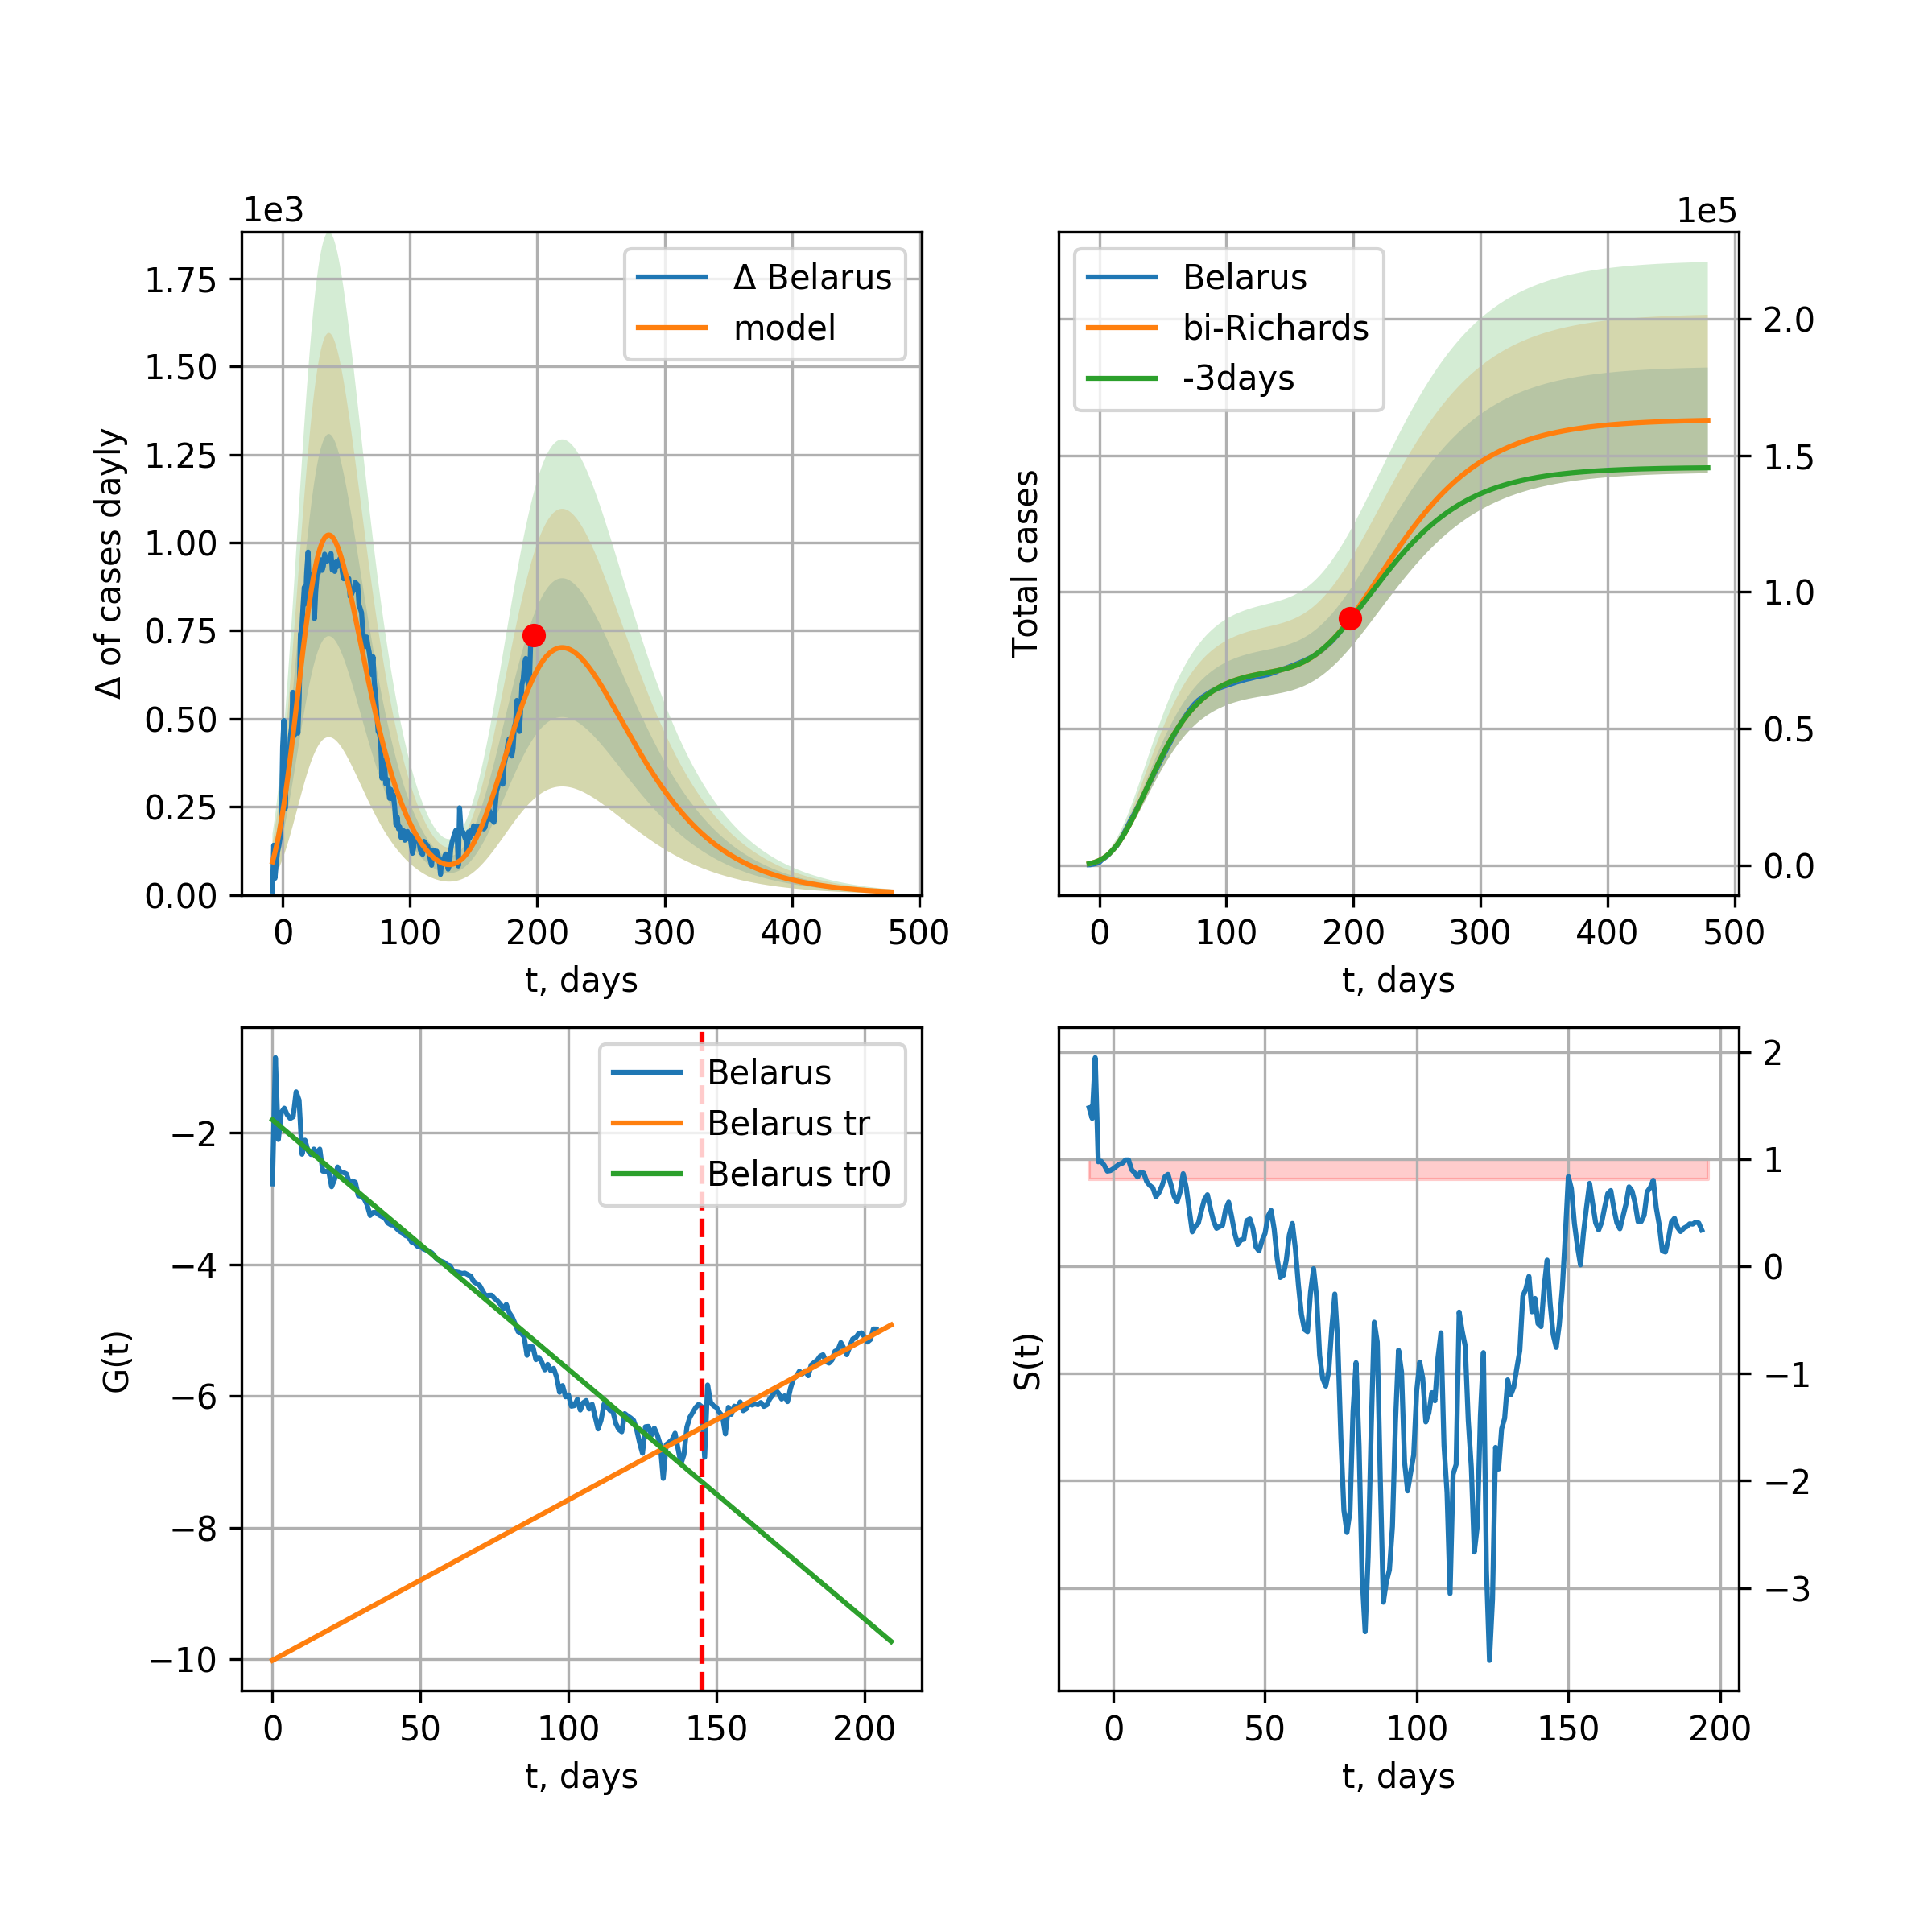 1e3
Δ of cases dayly
1.75
1.50
1.25
1.00
0.75
0.50
0.25
0.00
Δ Belarus
model
0 100 200 300 400 500
t, days
1e5
Total cases
Belarus
bi-Richards
-3days
2.0
1.5
1.0
0.5
0.0
0 100 200 300 400 500
t, days
G(t)
−2
−4
−6
−8
−10
Belarus
Belarus tr
Belarus tr0
0 50 100 150 200
t, days
S(t)
2
1
0
−1
−2
−3
0 50 100 150 200
t, days